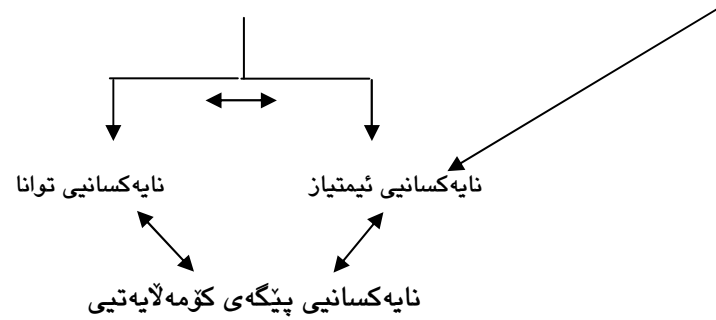 نایەکسانیی ئیمتیاز
نایەکسانیی توانا
نایەکسانیی پێگەی کۆمەڵایەتیی